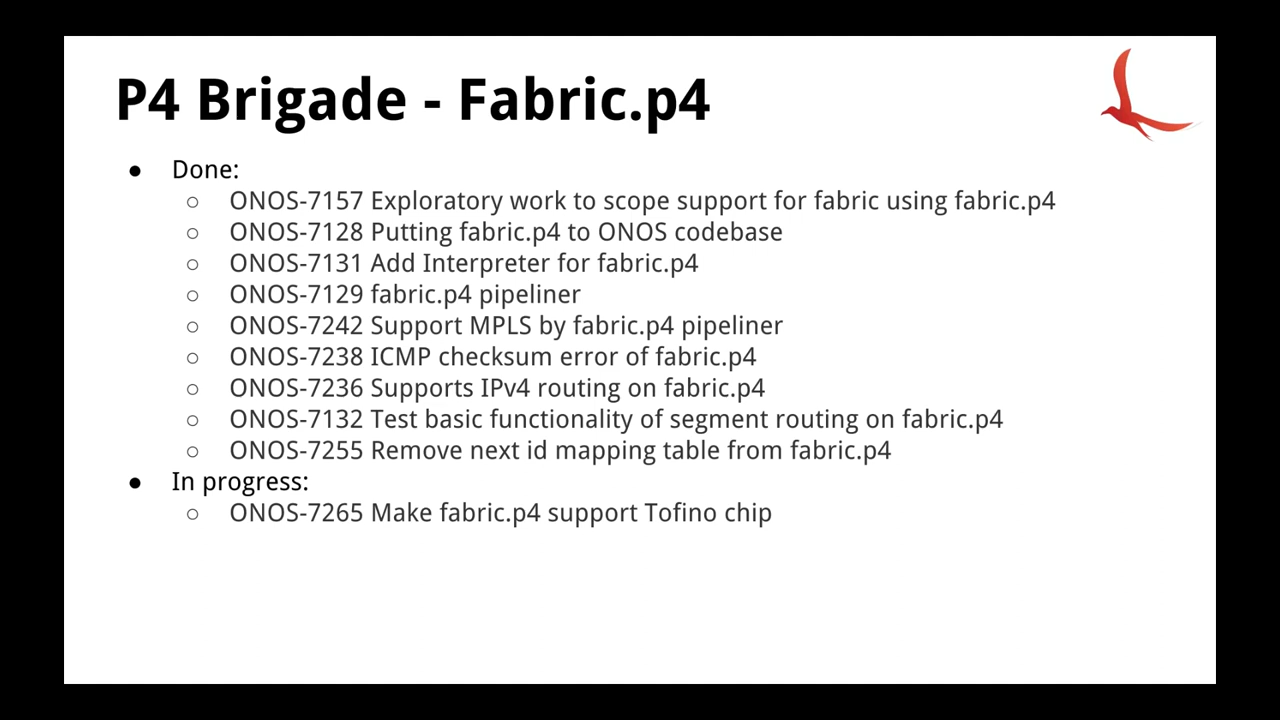 P4 Brigade - Fabric.p4
● Done:
○ ONOS-7157 Exploratory work to scope support for fabric using fabric.p4
○ ONOS-7128 Putting fabric.p4 to ONOS codebase
○ ONOS-7131 Add Interpreter for fabric.p4
○ ONOS-7129 fabric.p4 pipeliner
○ ONOS-7242 Support MPLS by fabric.p4 pipeliner
○ ONOS-7238 ICMP checksum error of fabric.p4
○ ONOS-7236 Supports IPv4 routing on fabric.p4
○ ONOS-7132 Test basic functionality of segment routing on fabric.p4
○ ONOS-7255 Remove next id mapping table from fabric.p4
● In progress:
○ ONOS-7265 Make fabric.p4 support Tofino chip